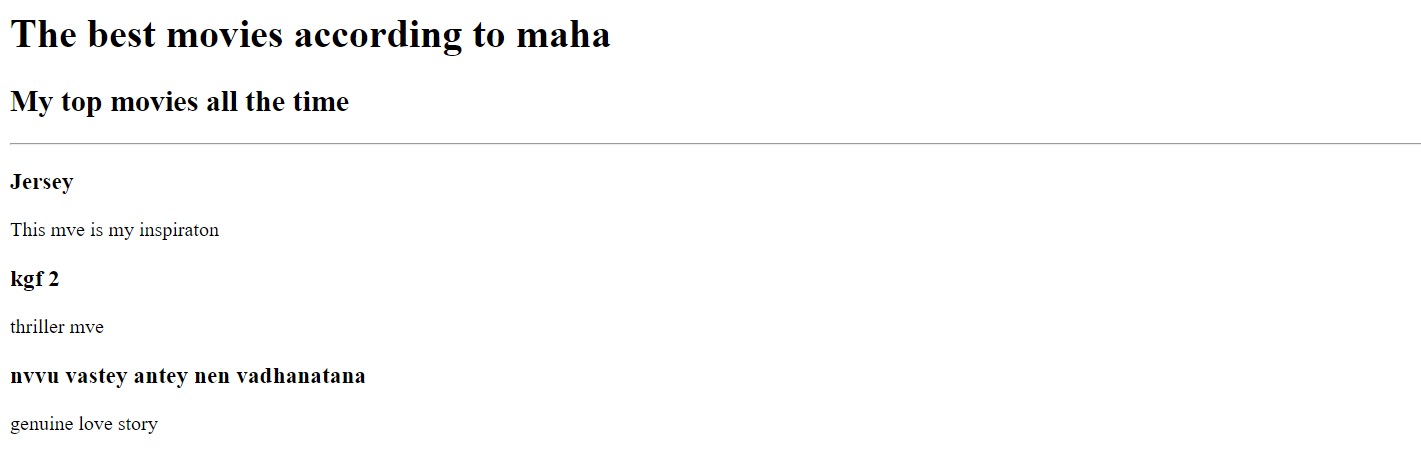 The best movies according to maha
My top movies all the time
Jersey
This mve is my inspiraton
kgf 2
thriller mve
nvvu vastey antey nen vadhanatana
genuine love story